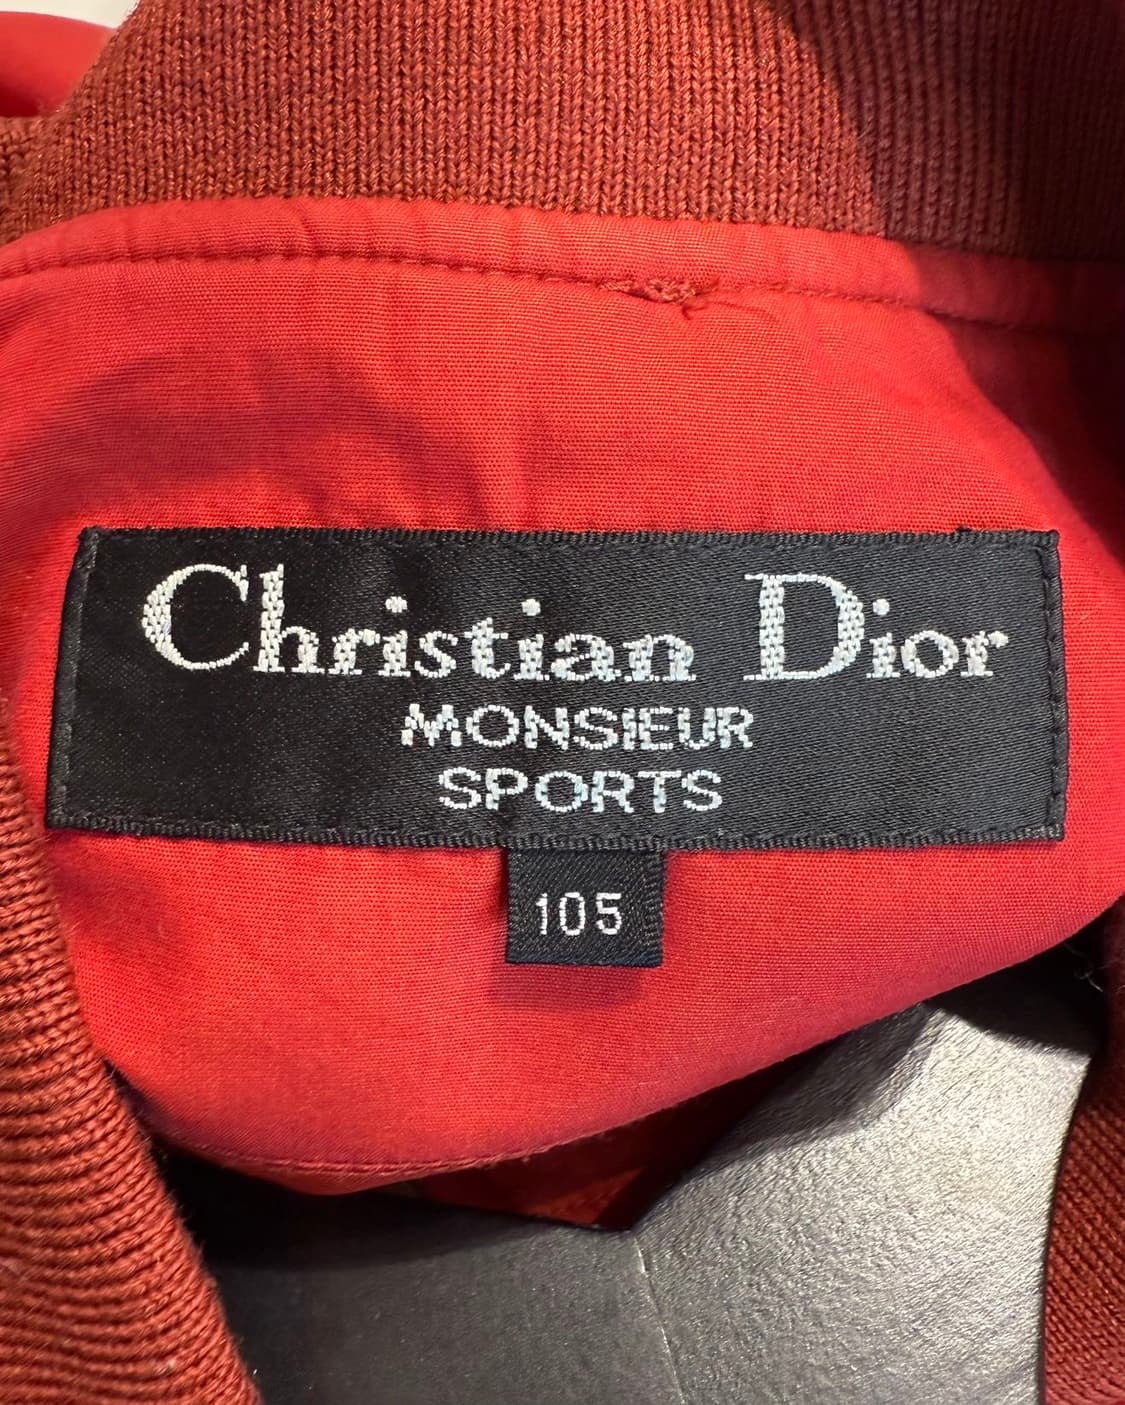 Christian Dior
MONSIEUR
SPORTS
105